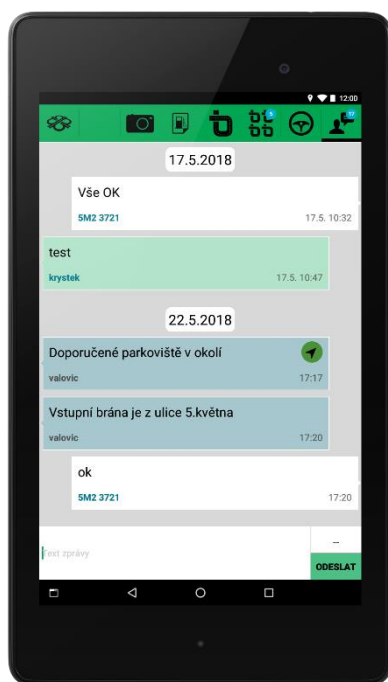 12:00
5
17
17.5.2018
Vše OK
5M2 3721 17.5. 10:32
test
krystek 17.5. 10:47
22.5.2018
Doporučené parkoviště v okolí
valovic 17:17
Vstupní brána je z ulice 5.května
valovic 17:20
ok
5M2 3721 17:20
Text zprávy
--
ODESLAT